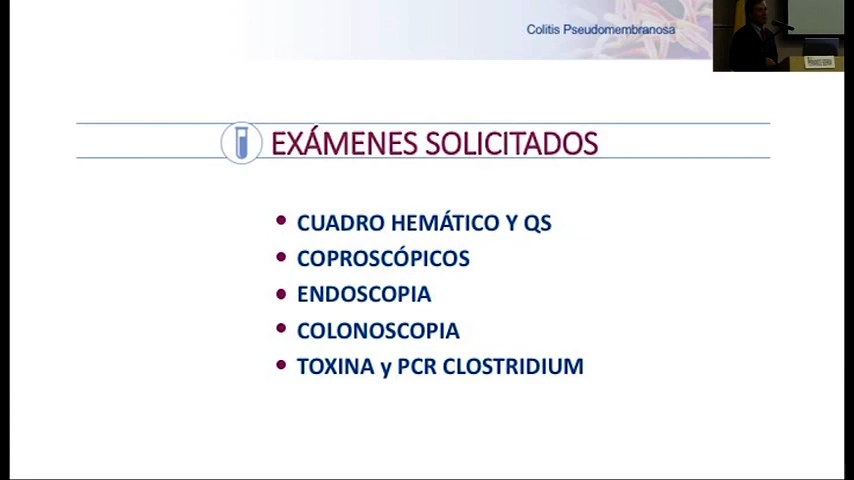 Colitis Pseudomembranosa
EXÁMENES SOLICITADOS
CUADRO HEMÁTICO Y QS
COPROSCÓPICOS
ENDOSCOPIA
COLONOSCOPIA
TOXINA y PCR CLOSTRIDIUM